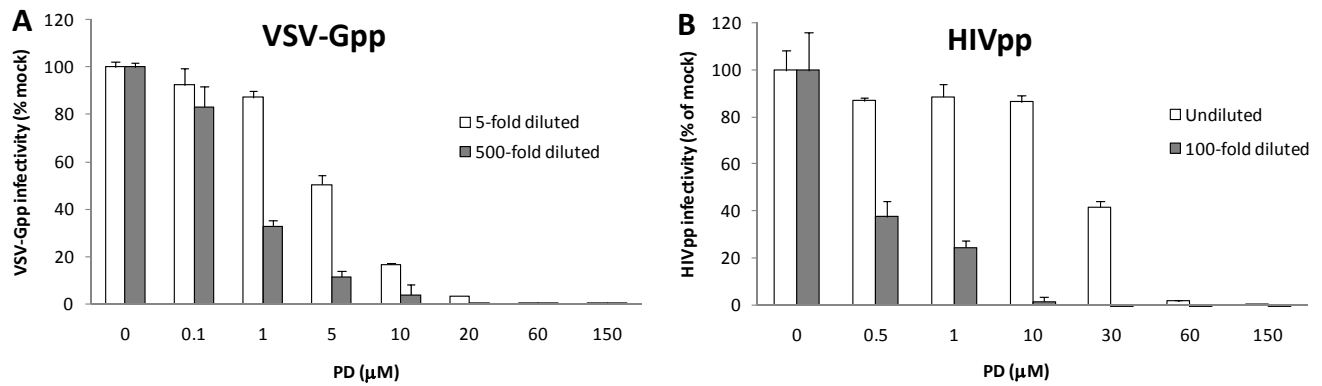 A
VSV-Gpp
VSV-Gpp infectivity (% mock)
120
100
80
60
40
20
0
5-fold diluted
500-fold diluted
0 0.1 1 5 10 20 60 150
PD (μM)
B
HIVpp
HIVpp infectivity (% of mock)
120
100
80
60
40
20
0
Undiluted
100-fold diluted
0 0.5 1 10 30 60 150
PD (μM)